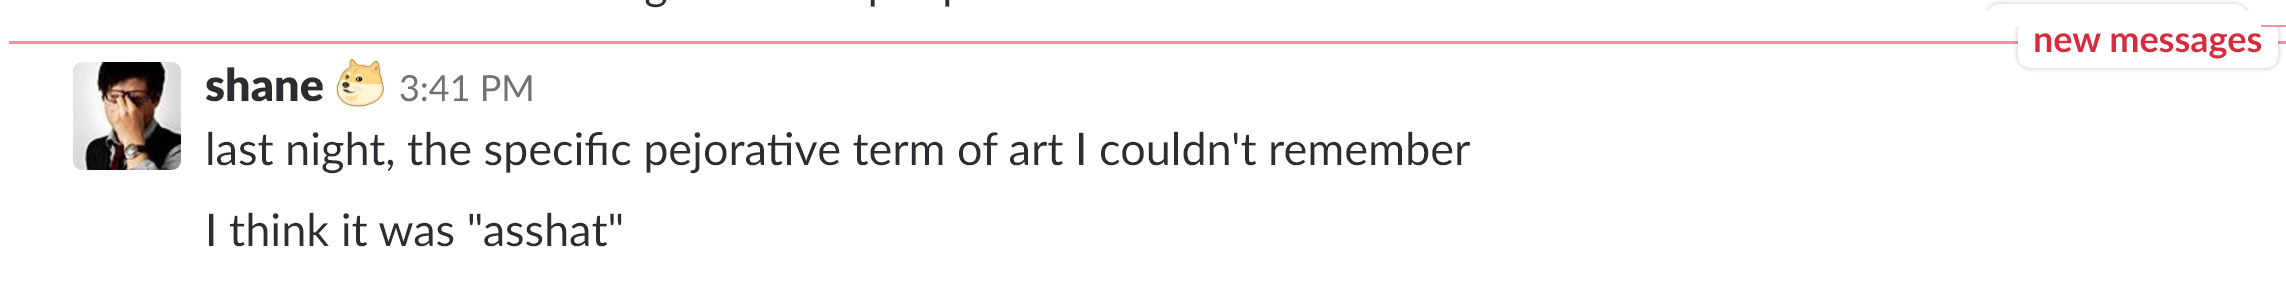 new messages
shane 3:41 PM
last night, the specific pejorative term of art I couldn't remember
I think it was "asshat"